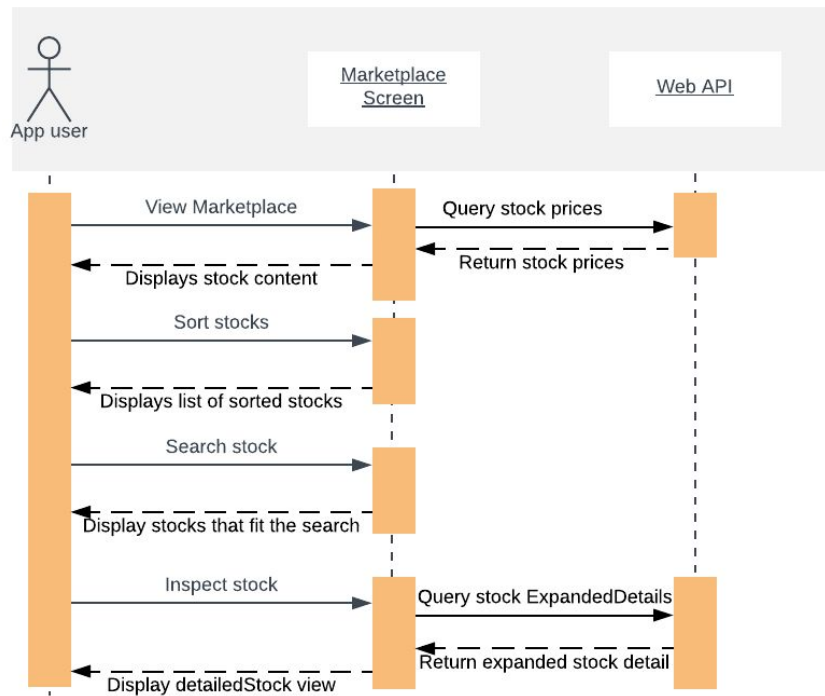 Marketplace
Screen
Web API
App user
View Marketplace
Query stock prices
Return stock prices
Displays stock content
Sort stocks
Displays list of sorted stocks
Search stock
Display stocks that fit the search
Inspect stock
Query stock ExpandedDetails
Return expanded stock detail
Display detailedStock view